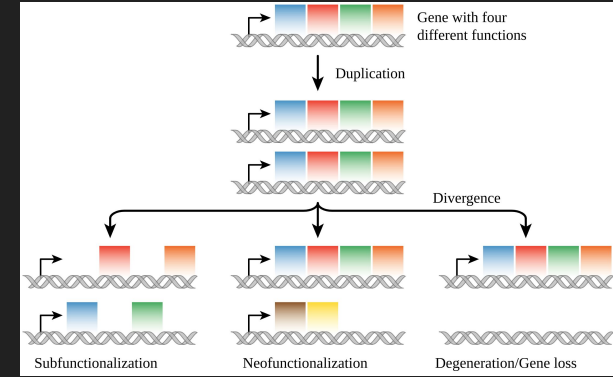 Gene with four
different functions
Duplication
Divergence
Subfunctionalization
Neofunctionalization
Degeneration/Gene loss